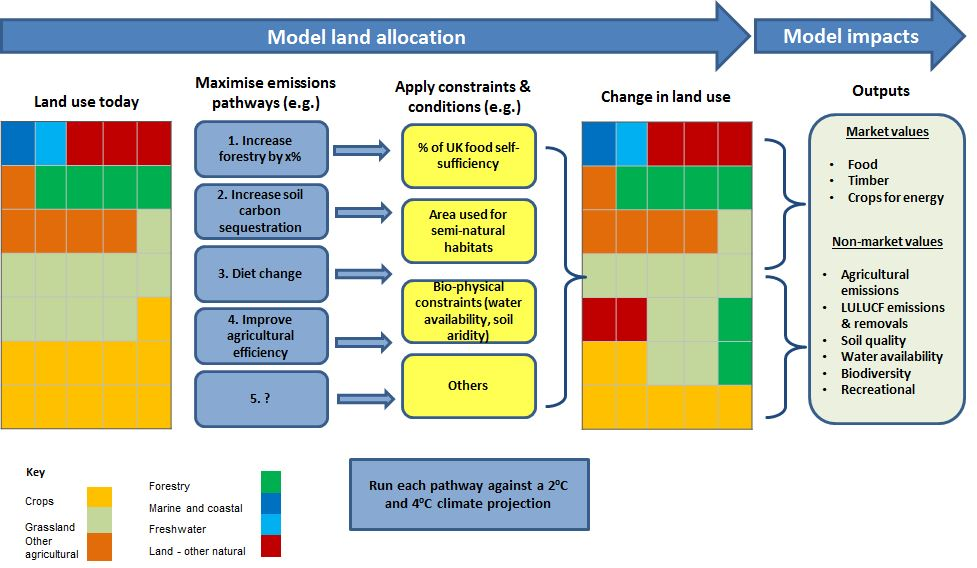 Model land allocation
Model impacts
Land use today
Maximise emissions
pathways (e.g.)
Apply constraints &
conditions (e.g.)
Change in land use
Outputs
1. Increase
forestry by x%
2. Increase soil
carbon
sequestration
3. Diet change
4. Improve
agricultural
efficiency
5. ?
% of UK food self-
sufficiency
Area used for
semi-natural
habitats
Bio-physical
constraints (water
availability, soil
aridity)
Others
Market values
• Food
• Timber
• Crops for energy
Non-market values
• Agricultural
emissions
• LULUCF emissions
& removals
• Soil quality
• Water availability
• Biodiversity
• Recreational
Key
Crops
Grassland
Other
agricultural
Forestry
Marine and coastal
Freshwater
Land - other natural
Run each pathway against a 2⁰C
and 4⁰C climate projection